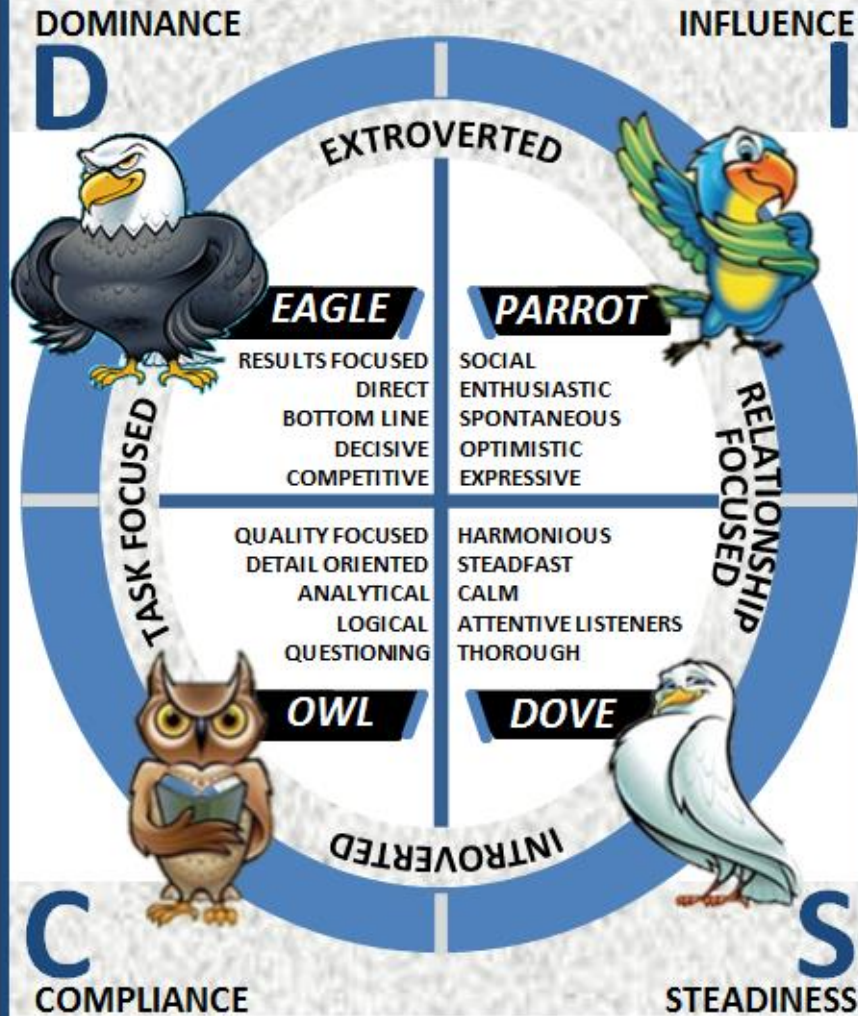 DOMINANCE
D
INFLUENCE
I
EXTROVERTED
EAGLE
RESULTS FOCUSED
DIRECT
BOTTOM LINE
DECISIVE
COMPETITIVE
PARROT
SOCIAL
ENTHUSIASTIC
SPONTANEOUS
OPTIMISTIC
EXPRESSIVE
TASK FOCUSED
RELATIONSHIP
FOCUSED
QUALITY FOCUSED
DETAIL ORIENTED
ANALYTICAL
LOGICAL
QUESTIONING
OWL
HARMONIOUS
STEADFAST
CALM
ATTENTIVE LISTENERS
THOROUGH
DOVE
INTROVERTED
C
COMPLIANCE
S
STEADINESS